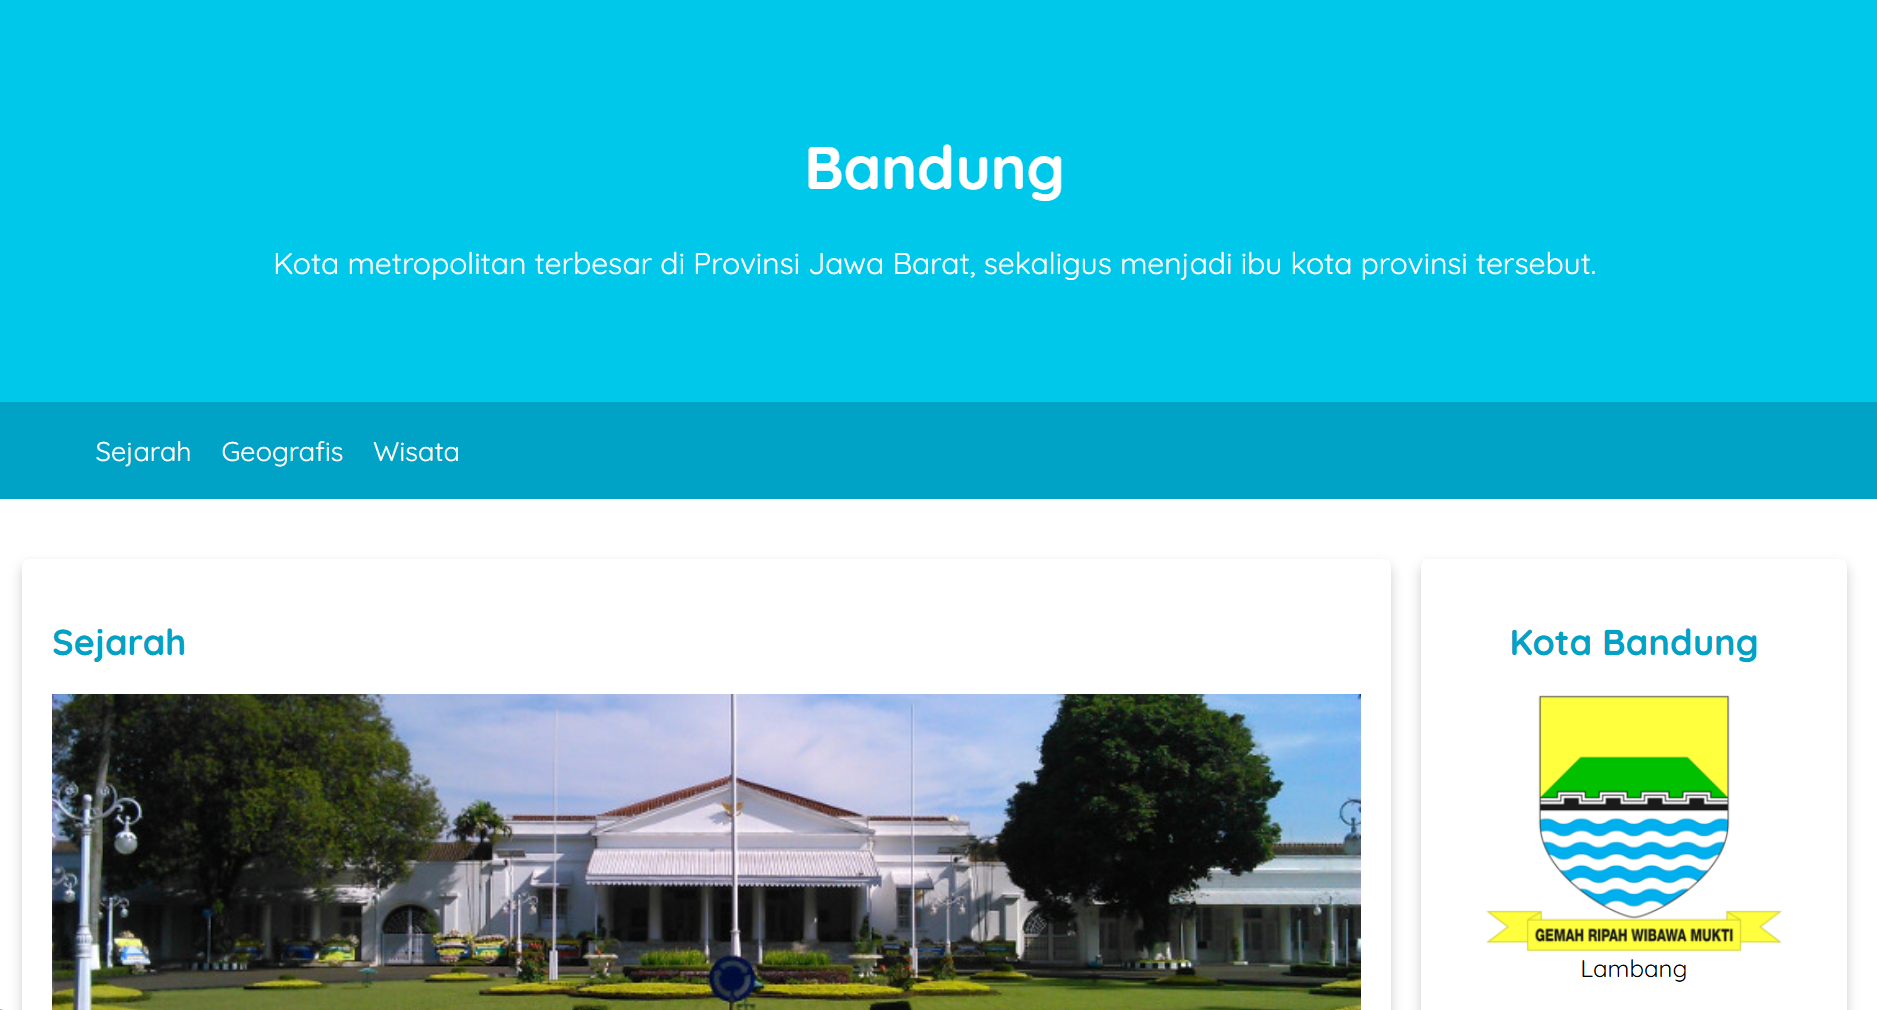 Bandung
Kota metropolitan terbesar di Provinsi Jawa Barat, sekaligus menjadi ibu kota provinsi tersebut.
Sejarah
Geografis
Wisata
Sejarah
Kota Bandung
GEMAH RIPAH WIBAWA MUKTI
Lambang